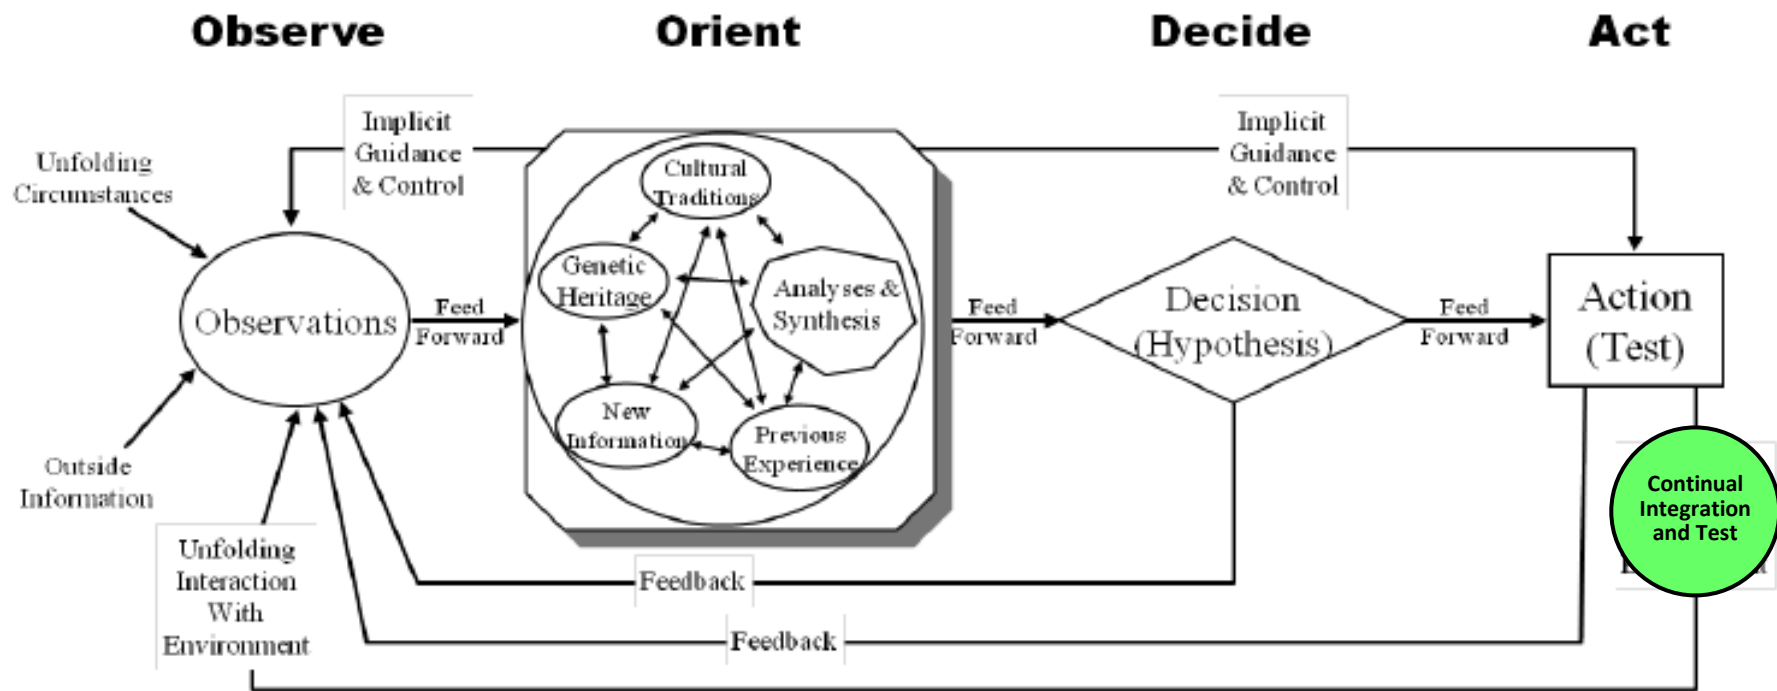 Observe
Orient
Decide
Act
Implicit
Guidance
& Control
Implicit
Guidance
& Control
Unfolding
Circumstances
Cultural
Traditions
Genetic
Heritage
Analyses &
Synthesis
Observations
Feed
Forward
Feed
Forward
Decision
(Hypothesis)
Feed
Forward
Action
(Test)
New
Information
Previous
Experience
Outside
Information
Continual
Integration
and Test
Unfolding
Interaction
With
Environment
Feedback
Feedback